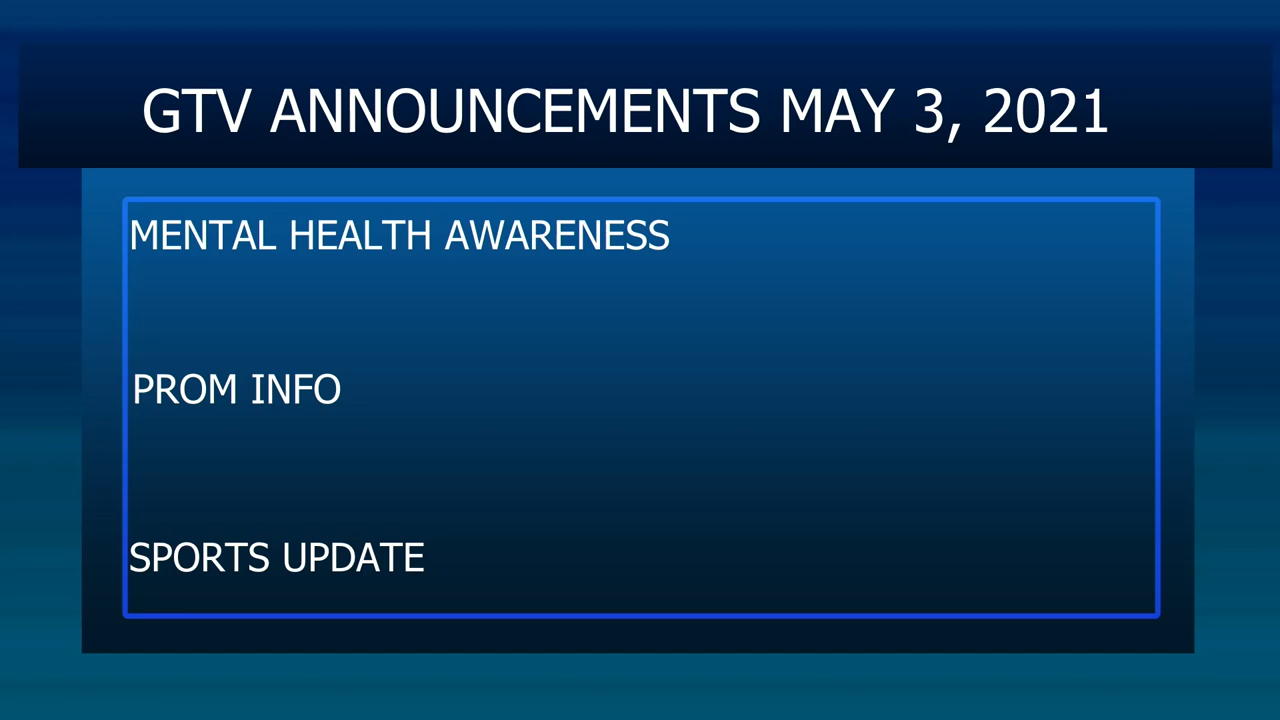 GTV ANNOUNCEMENTS MAY 3, 2021
MENTAL HEALTH AWARENESS
PROM INFO
SPORTS UPDATE